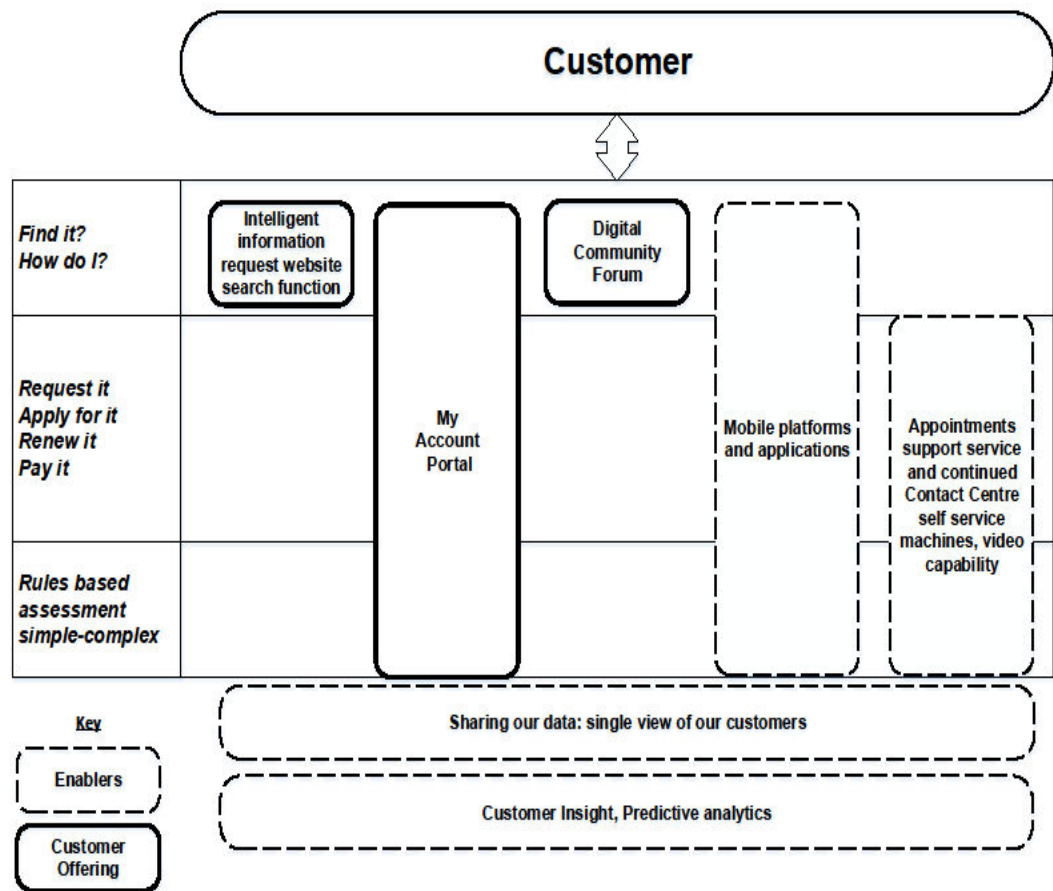 Customer
Find it?
How do I?
Intelligent
information
request website
search function
Digital
Community
Forum
Request it
Apply for it
Renew it
Pay it
My
Account
Portal
Mobile platforms
and applications
Appointments
support service
and continued
Contact Centre
self service
machines, video
capability
Rules based
assessment
simple-complex
Key
Enablers
Customer
Offering
Sharing our data: single view of our customers
Customer Insight, Predictive analytics